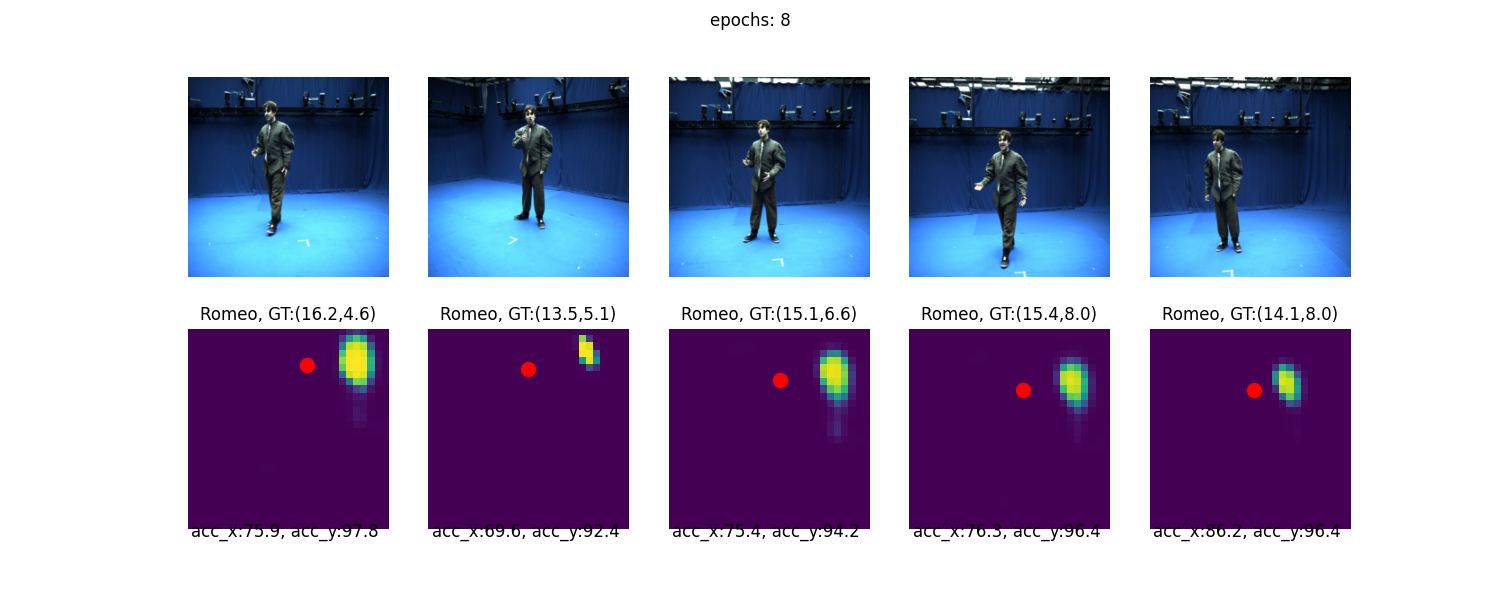 epochs: 8
Romeo, GT:(16.2,4.6)
Romeo, GT:(13.5,5.1)
Romeo, GT:(15.1,6.6)
Romeo, GT:(15.4,8.0)
Romeo, GT:(14.1,8.0)
acc_x:75.9, acc_y:97.8
acc_x:69.6, acc_y:92.4
acc_x:75.4, acc_y:94.2
acc_x:76.3, acc_y:96.4
acc_x:86.2, acc_y:96.4